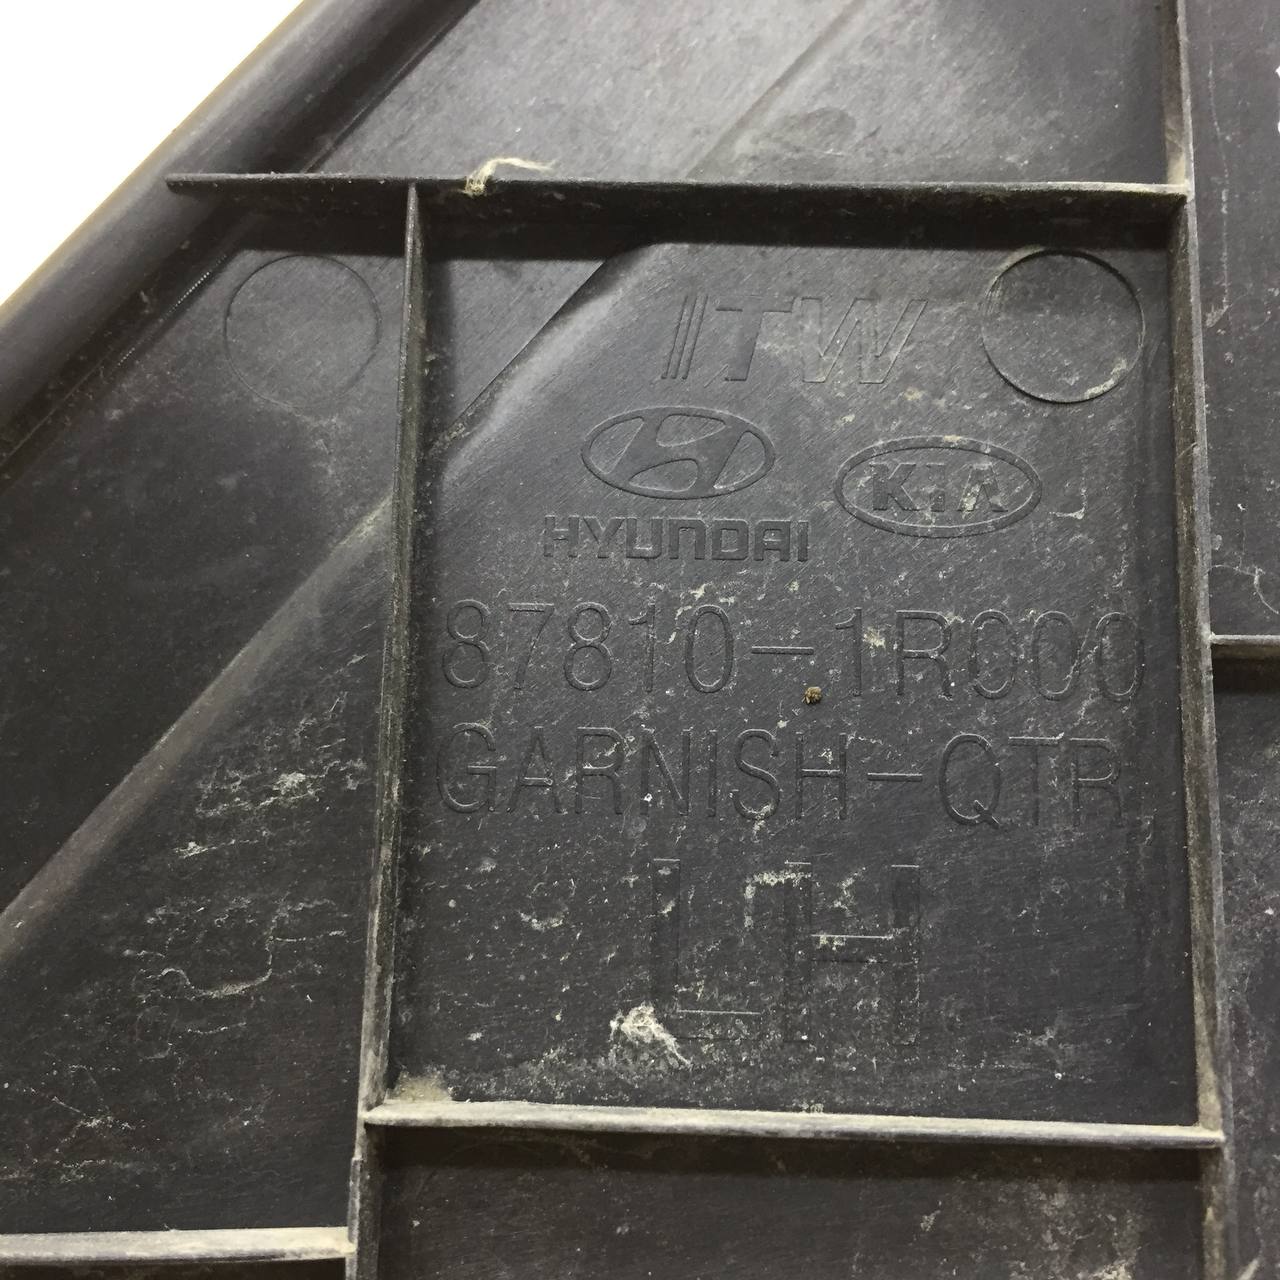 ITW
HYUNDAI KIA
87810-1R000
GARNISH-QTR
LH